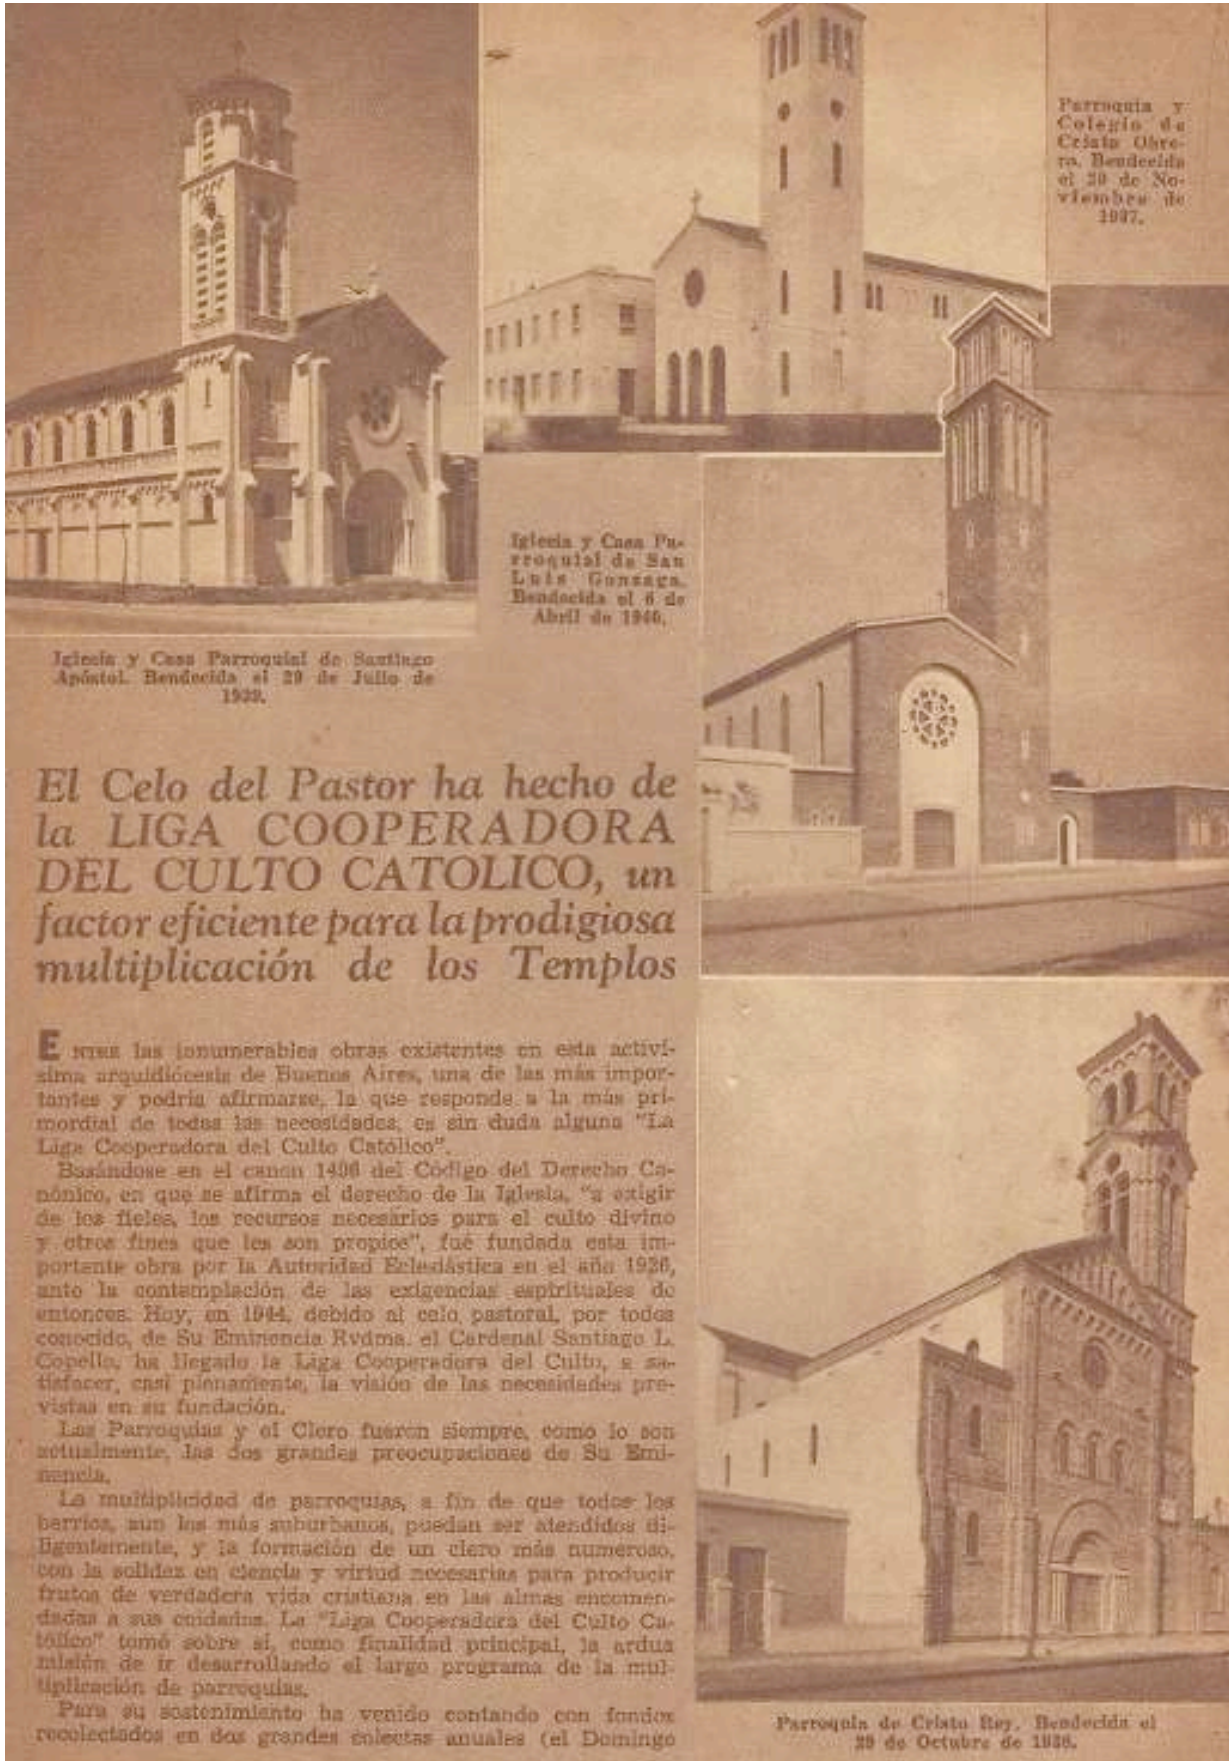 Parroquia y
Colegio de
Cristo Obre-
ro. Bendecida
el de No-
viembre de
1937.
Iglesia y Casa Pa-
rroquial de San
Luis Gonzaga.
Bendecida el 6 de
Abril de
Iglesia y Casa Parroquial de Santiago
Apóstol. Bendecida el 29 de Julio de
El Celo del Pastor ha hecho de
la LIGA COOPERADORA
DEL CULTO CATOLICO, un
factor eficiente para la prodigiosa
multiplicación de los Templos
ENTRE las innumerables obras existentes en esta activí-
sima arquidiócesis de Buenos Aires, una de las más impor-
tantes y podría afirmarse, la que responde a la más pri-
mordial de todas las necesidades, es sin duda alguna "La
Liga Cooperadora del Culto Católico".
Basándose en el canon 1496 del Código del Derecho Ca-
nónico, en que se afirma el derecho de la Iglesia, "a exigir
de los fieles, los recursos necesarios para el culto divino
y otros fines que les son propios", fué fundada esta im-
portante obra por la Autoridad Eclesiástica en el año
ante la contemplación de las exigencias espirituales de
entonces. Hoy, en 1944, debido al celo pastoral, por todos
conocido, de Su Eminencia Rvdma. el Cardenal Santiago L.
Copello, ha llegado la Liga Cooperadora del Culto, a sa-
tisfacer, casi plenamente, la visión de las necesidades pre-
vistas en su fundación.
Las Parroquias y el Clero fueron siempre, como lo son
actualmente, las dos grandes preocupaciones de Su Emi-
nencia.
La multiplicidad de parroquias, a fin de que todos los
barrios, aun los más suburbanos, puedan ser atendidos di-
ligentemente, y la formación de un clero más numeroso,
con la solidez en ciencia y virtud necesarias para producir
frutos de verdadera vida cristiana en las almas encomen-
dadas a sus cuidados. La "Liga Cooperadora del Culto Ca-
tólico" tomó sobre sí, como finalidad principal, la ardua
misión de ir desarrollando el largo programa de la mul-
tiplicación de parroquias.
Para su sostenimiento ha venido contando con fondos
recolectados en dos grandes colectas anuales (el Domingo
Parroquia de Cristo Rey. Bendecida el
de Octubre de